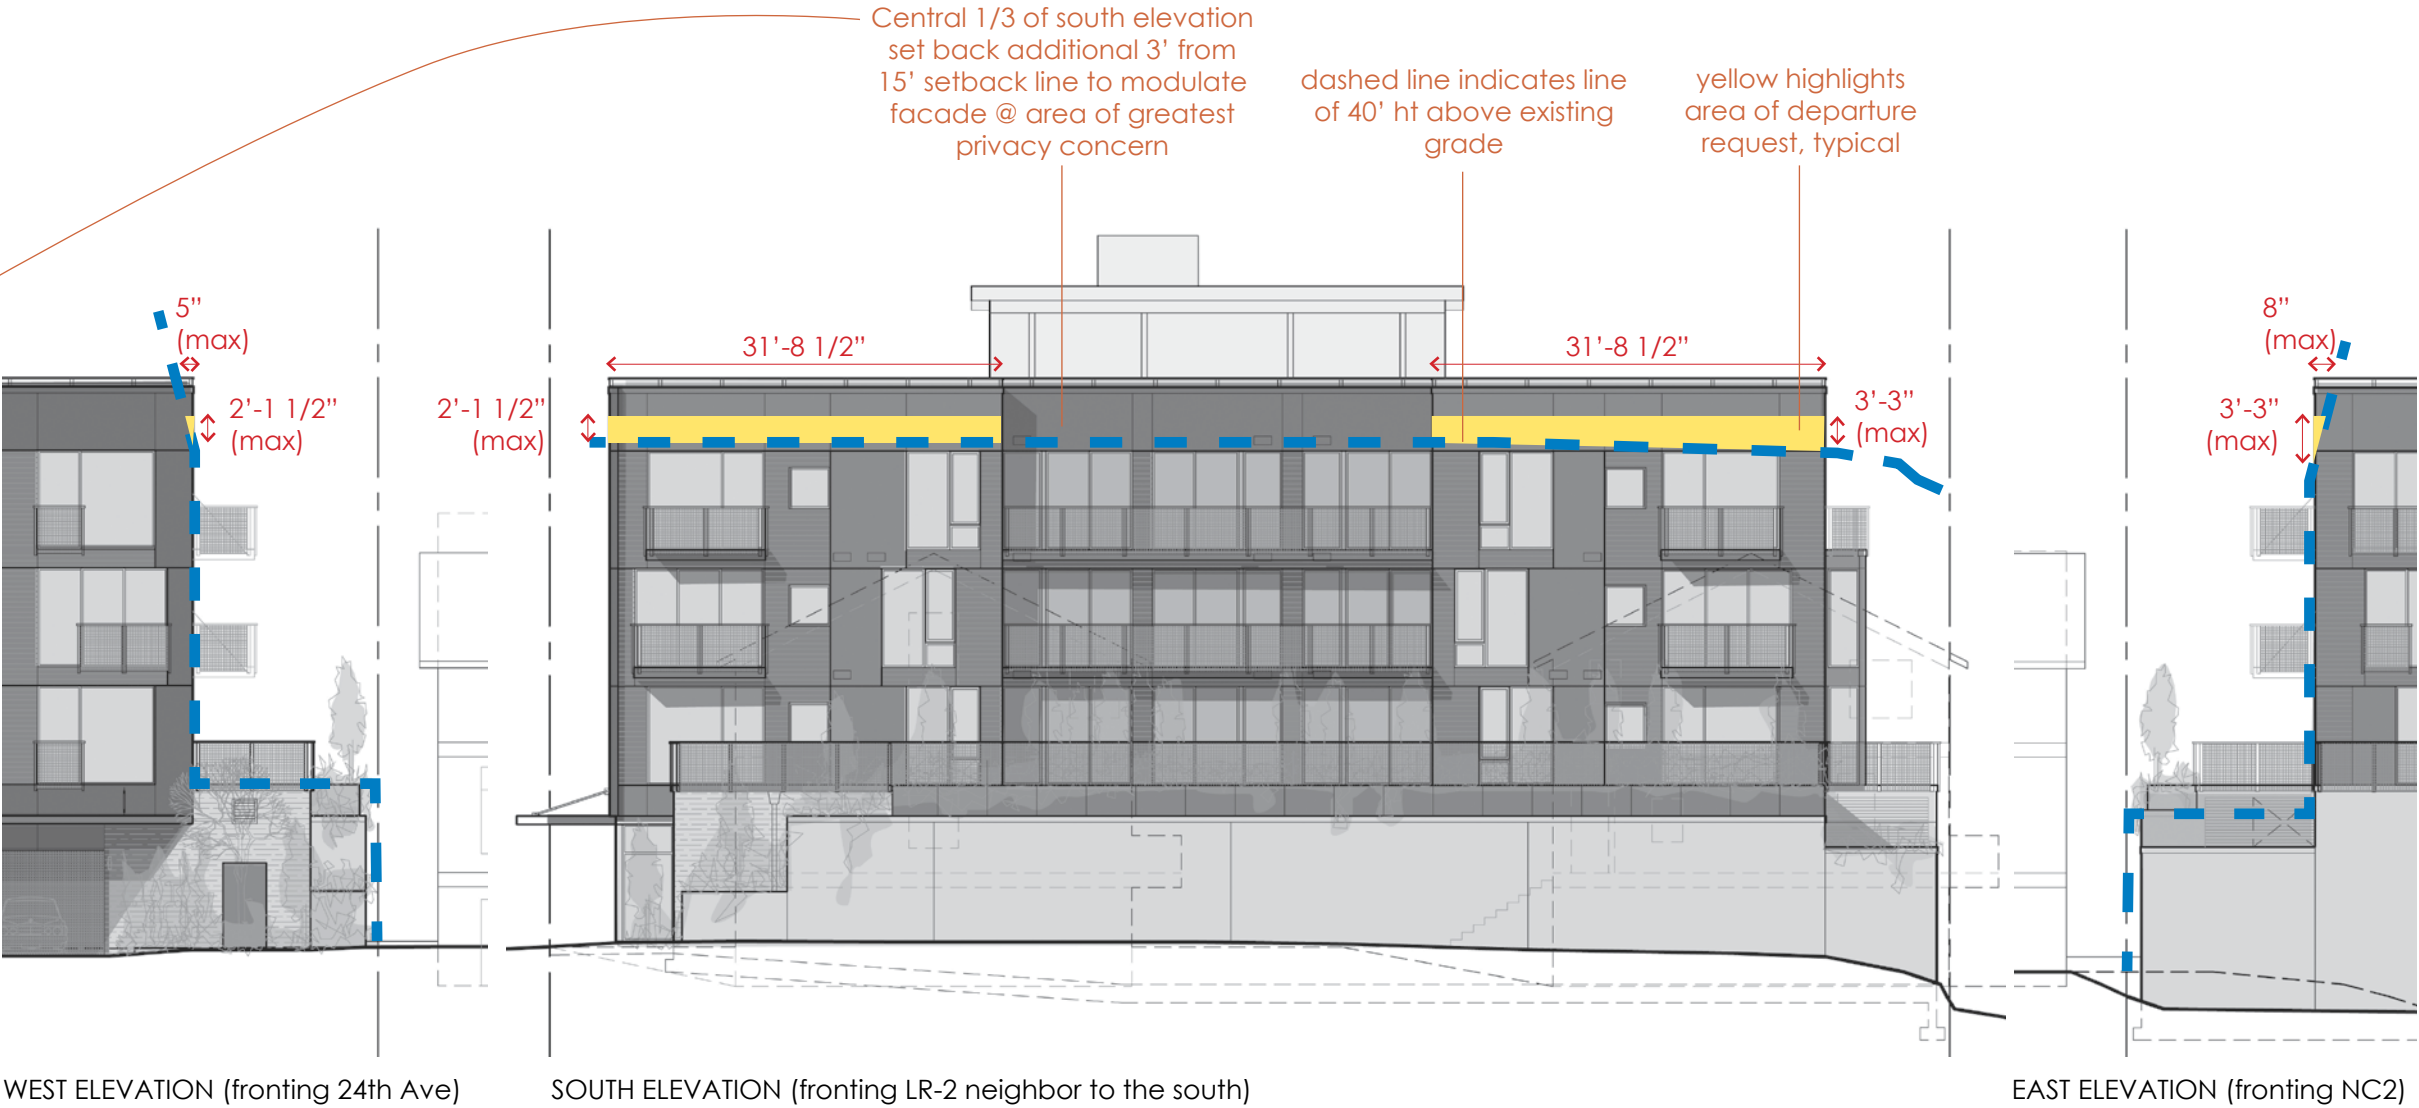 Central 1/3 of south elevation
set back additional 3’ from
15’ setback line to modulate
facade @ area of greatest
privacy concern
dashed line indicates line
of 40’ ht above existing
grade
yellow highlights
area of departure
request, typical
5”
(max)
2’-1 1/2”
(max)
2’-1 1/2”
(max)
31’-8 1/2”
31’-8 1/2”
3’-3”
(max)
8”
(max)
3’-3”
(max)
WEST ELEVATION (fronting 24th Ave)
SOUTH ELEVATION (fronting LR-2 neighbor to the south)
EAST ELEVATION (fronting NC2)